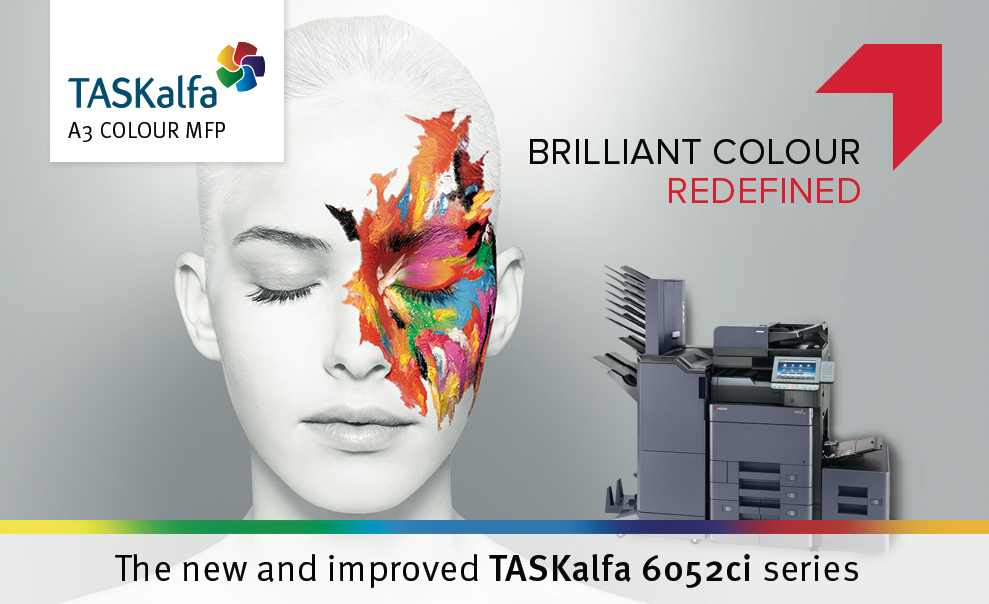 TASKalfa
A3 COLOUR MFP
BRILLIANT COLOUR
REDEFINED
The new and improved TASKalfa 6052ci series